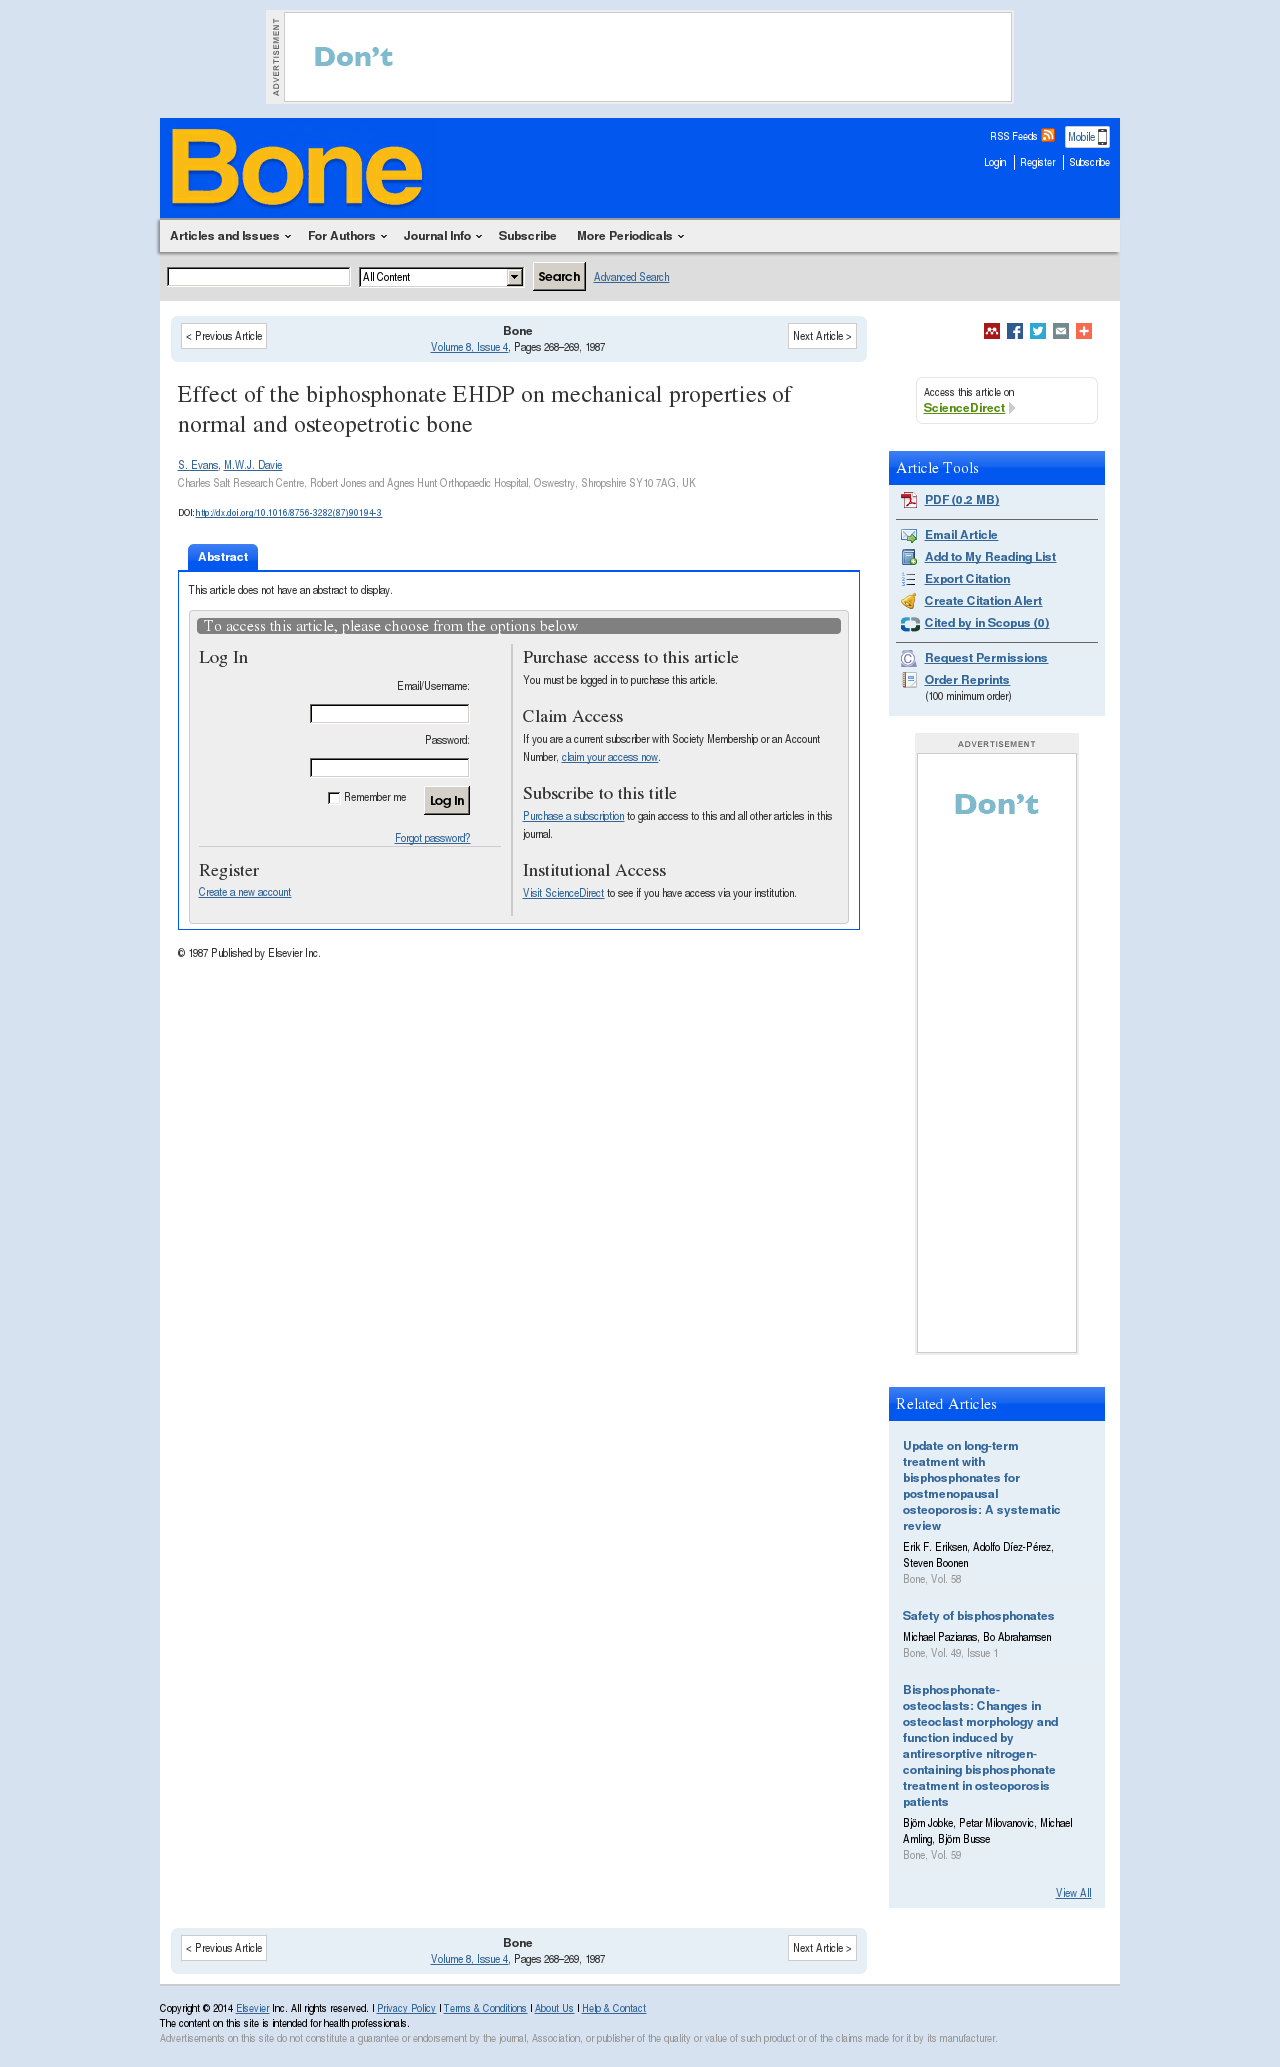 ADVERTISEMENT
Don't
Bone
RSS Feeds
Mobile
Login
Register
Subscribe
Articles and Issues
For Authors
Journal Info
Subscribe
More Periodicals
All Content
Search
Advanced Search
< Previous Article
Bone
Volume 8, Issue 4, Pages 268–269, 1987
Next Article >
Effect of the biphosphonate EHDP on mechanical properties of
normal and osteopetrotic bone
S. Evans, M.W.J. Davie
Charles Salt Research Centre, Robert Jones and Agnes Hunt Orthopaedic Hospital, Oswestry, Shropshire SY10 7AG, UK
DOI: http://dx.doi.org/10.1016/8756-3282(87)90194-3
Abstract
This article does not have an abstract to display.
To access this article, please choose from the options below
Log In
Email/Username:
Password:
Remember me
Log In
Forgot password?
Register
Create a new account
Purchase access to this article
You must be logged in to purchase this article.
Claim Access
If you are a current subscriber with Society Membership or an Account
Number, claim your access now.
Subscribe to this title
Purchase a subscription to gain access to this and all other articles in this
journal.
Institutional Access
Visit ScienceDirect to see if you have access via your institution.
© 1987 Published by Elsevier Inc.
Access this article on
ScienceDirect
Article Tools
PDF (0.2 MB)
Email Article
Add to My Reading List
Export Citation
Create Citation Alert
Cited by in Scopus (0)
Request Permissions
Order Reprints
(100 minimum order)
ADVERTISEMENT
Don't
Related Articles
Update on long-term
treatment with
bisphosphonates for
postmenopausal
osteoporosis: A systematic
review
Erik F. Eriksen, Adolfo Díez-Pérez,
Steven Boonen
Bone, Vol. 58
Safety of bisphosphonates
Michael Pazianas, Bo Abrahamsen
Bone, Vol. 49, Issue 1
Bisphosphonate-
osteoclasts: Changes in
osteoclast morphology and
function induced by
antiresorptive nitrogen-
containing bisphosphonate
treatment in osteoporosis
patients
Björn Jobke, Petar Milovanovic, Michael
Amling, Björn Busse
Bone, Vol. 59
View All
< Previous Article
Bone
Volume 8, Issue 4, Pages 268–269, 1987
Next Article >
Copyright © 2014 Elsevier Inc. All rights reserved. | Privacy Policy | Terms & Conditions | About Us | Help & Contact
The content on this site is intended for health professionals.
Advertisements on this site do not constitute a guarantee or endorsement by the journal, Association, or publisher of the quality or value of such product or of the claims made for it by its manufacturer.